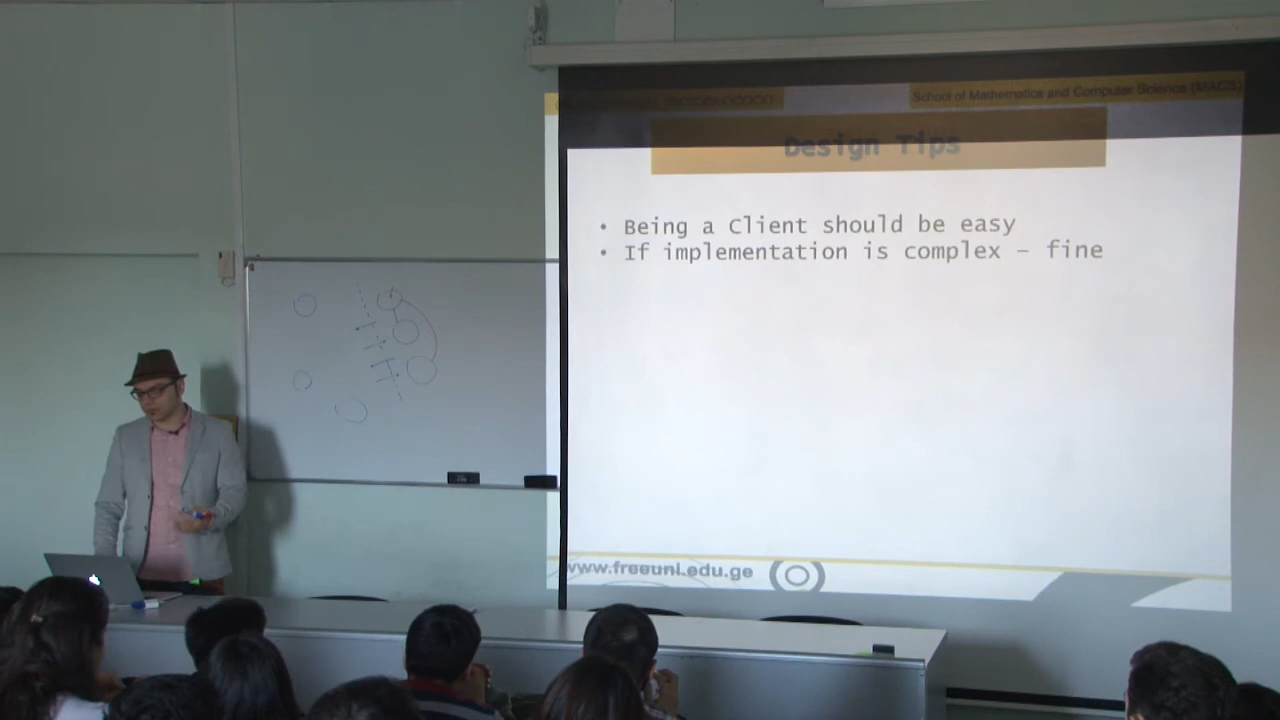 School of Mathematics and Computer Science (MACS)
Design Tips
• Being a Client should be easy
• If implementation is complex – fine
www.freeuni.edu.ge